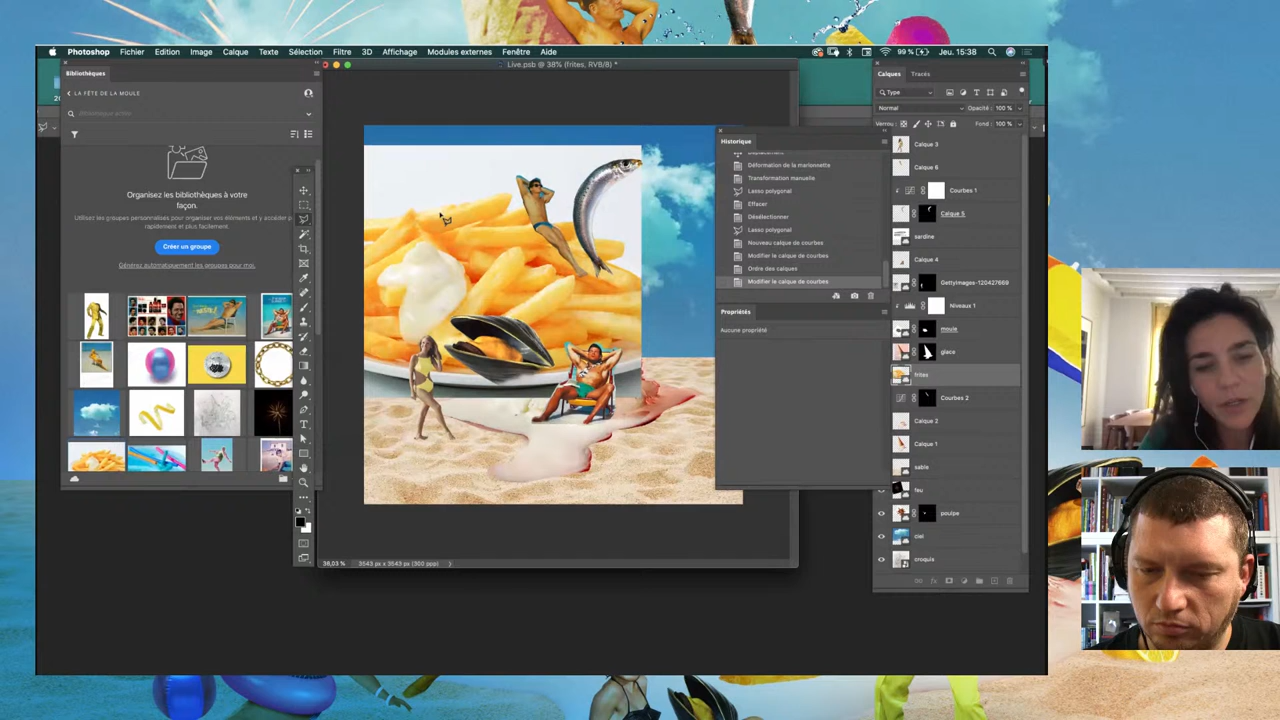 Photoshop Fichier Edition Image Calque Texte Sélection Filtre 3D Affichage Modules externes Fenêtre Aide
99 % Jeu. 15:38
Bibliothèques
LA FÊTE DE LA MOULE
Organisez les bibliothèques à votre
façon.
Utilisez les groupes personnalisés pour organiser vos éléments et y accédez
rapidement et plus facilement.
Créer un groupe
Générez automatiquement les groupes pour moi.
Live.psb @ 38% (frites, RVB/8) *
36,03 % 3543 px x 3543 px (300 ppp)
Historique
Déformation de la marionnette
Transformation manuelle
Lasso polygonal
Effacer
Désélectionner
Lasso polygonal
Nouveau calque de courbes
Modifier le calque de courbes
Ordre des calques
Modifier le calque de courbes
Propriétés
Aucune propriété
Calques Tracés
Type
Normal Opacité : 100 %
Verrou : Fond : 100 %
Calque 3
Calque 6
Courbes 1
Calque 5
sardine
Calque 4
GettyImages-120427669
Niveaux 1
moule
glace
frites
Courbes 2
Calque 2
Calque 1
sable
feu
poulpe
ciel
croquis